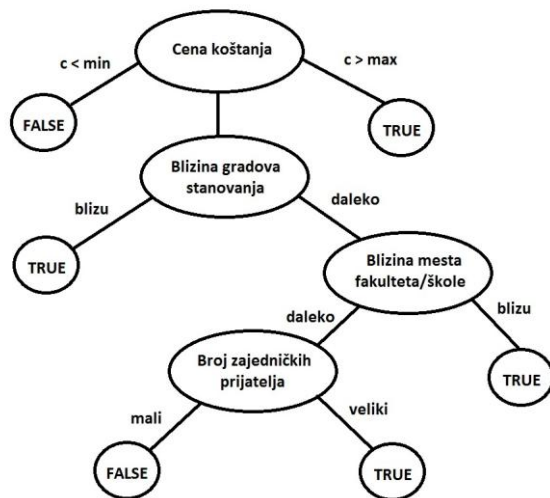 Cena koštanja
c < min
c > max
FALSE
TRUE
Blizina gradova
stanovanja
blizu
daleko
TRUE
Blizina mesta
fakulteta/škole
daleko
blizu
Broj zajedničkih
prijatelja
TRUE
mali
veliki
FALSE
TRUE